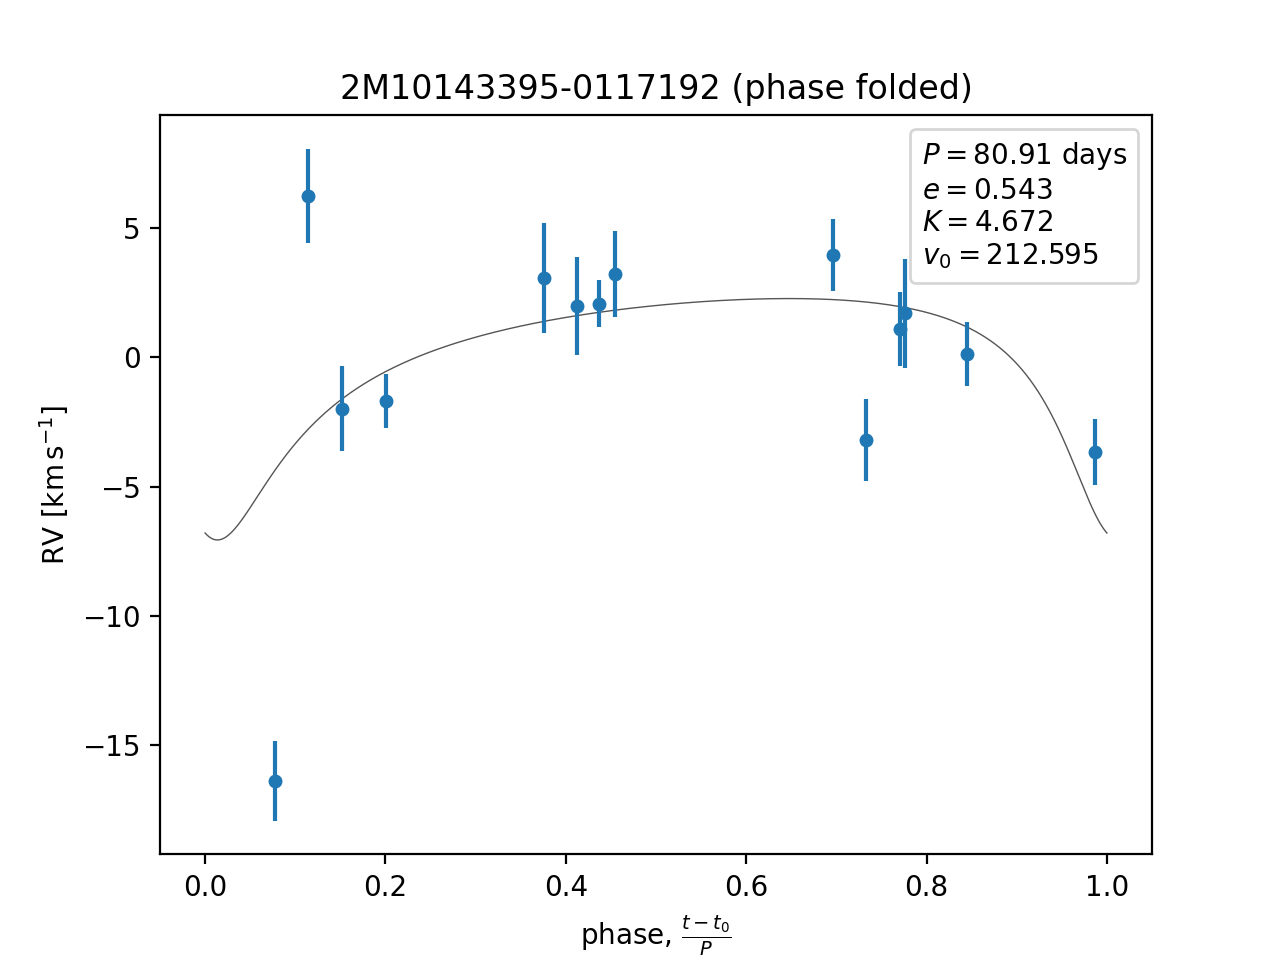 2M10143395-0117192 (phase folded)
P = 80.91 days
e = 0.543
K = 4.672
v₀ = 212.595
RV [km s⁻¹]
5
0
−5
−10
−15
0.0 0.2 0.4 0.6 0.8 1.0
phase, (t − t₀)/P